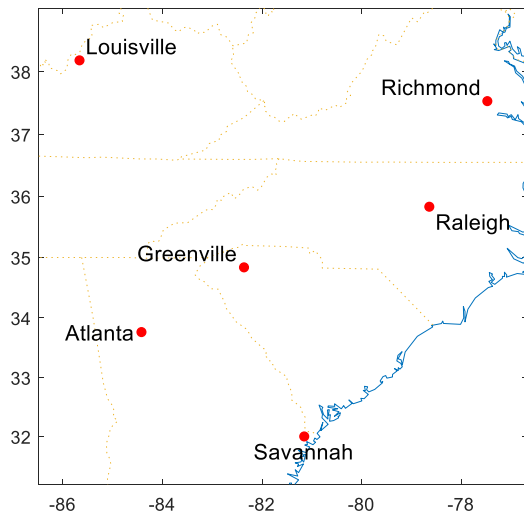 Louisville
38
Richmond
37
36
Raleigh
Greenville
35
34
Atlanta
33
32
Savannah
-86
-84
-82
-80
-78